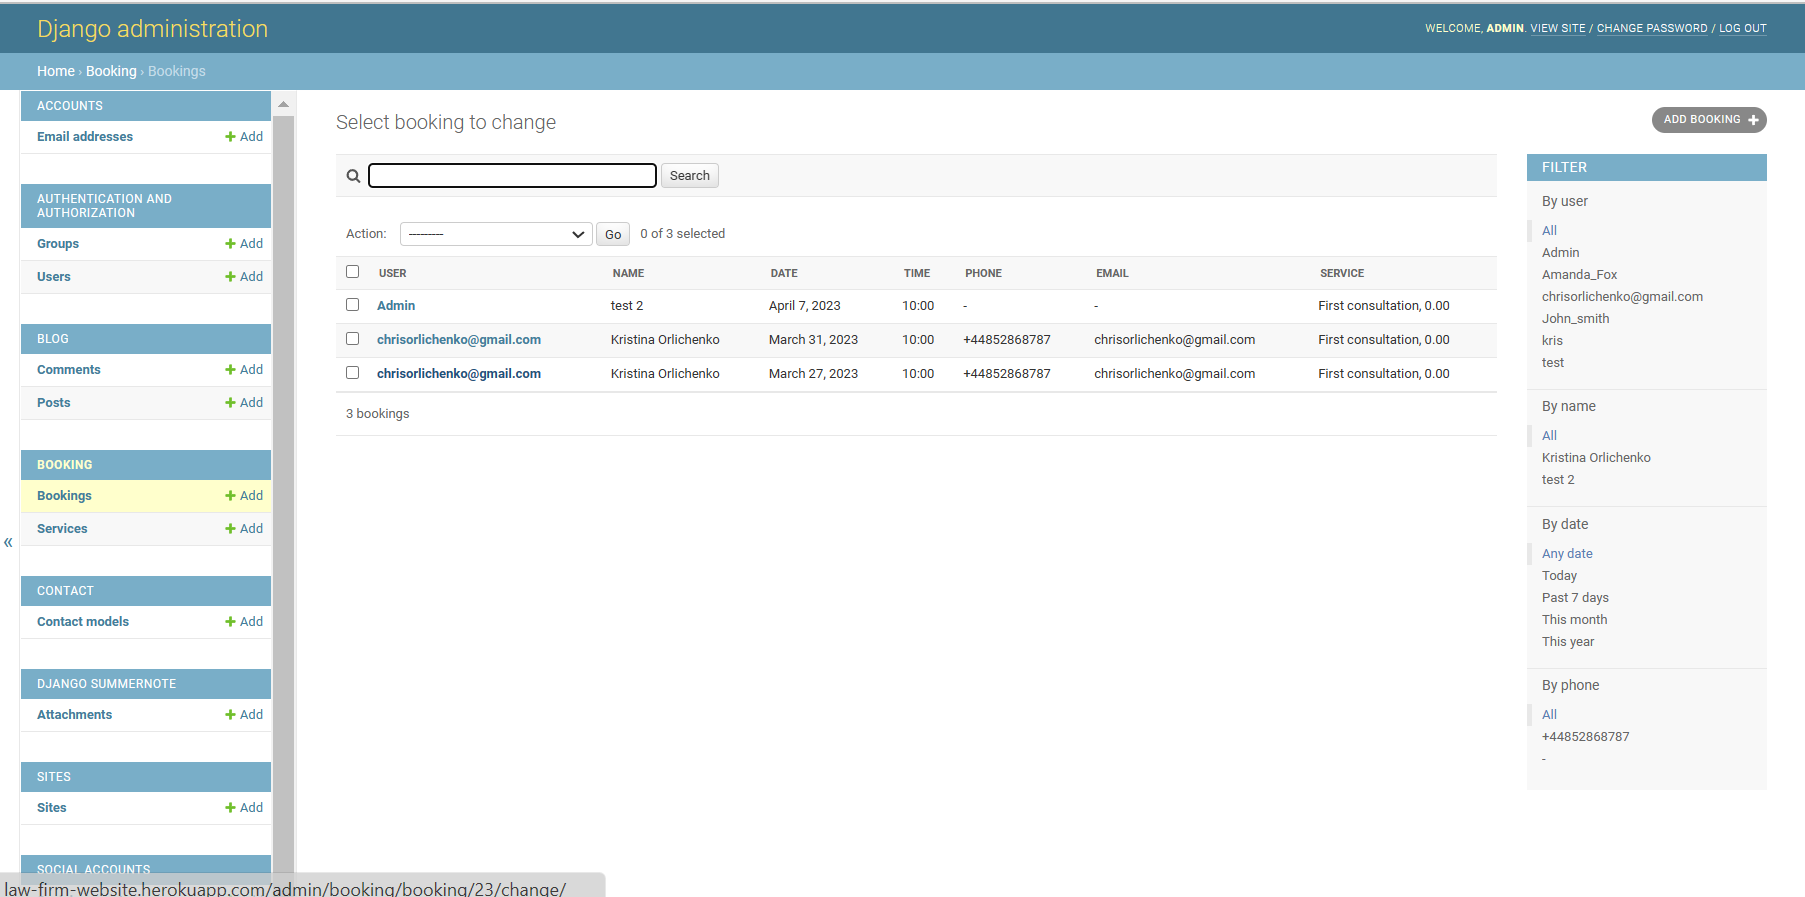 Django administration
WELCOME, ADMIN. VIEW SITE / CHANGE PASSWORD / LOG OUT
Home › Booking › Bookings
ACCOUNTS
Email addresses + Add
AUTHENTICATION AND
AUTHORIZATION
Groups + Add
Users + Add
BLOG
Comments + Add
Posts + Add
BOOKING
Bookings + Add
Services + Add
«
CONTACT
Contact models + Add
DJANGO SUMMERNOTE
Attachments + Add
SITES
Sites + Add
SOCIAL ACCOUNTS
Select booking to change
ADD BOOKING +
Search
Action: --------- Go 0 of 3 selected
USER NAME DATE TIME PHONE EMAIL SERVICE
Admin test 2 April 7, 2023 10:00 - - First consultation, 0.00
chrisorlichenko@gmail.com Kristina Orlichenko March 31, 2023 10:00 +44852868787 chrisorlichenko@gmail.com First consultation, 0.00
chrisorlichenko@gmail.com Kristina Orlichenko March 27, 2023 10:00 +44852868787 chrisorlichenko@gmail.com First consultation, 0.00
3 bookings
FILTER
By user
All
Admin
Amanda_Fox
chrisorlichenko@gmail.com
John_smith
kris
test
By name
All
Kristina Orlichenko
test 2
By date
Any date
Today
Past 7 days
This month
This year
By phone
All
+44852868787
-
law-firm-website.herokuapp.com/admin/booking/booking/23/change/